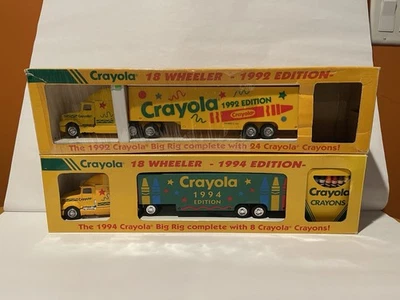 Crayola 18 WHEELER - 1992 EDITION-
Crayola
1992 EDITION
Crayola
The 1992 Crayola Big Rig complete with 24 Crayola Crayons!
Crayola 18 WHEELER - 1994 EDITION-
Crayola
1994
EDITION
Crayola
CRAYONS
The 1994 Crayola Big Rig complete with 8 Crayola Crayons!